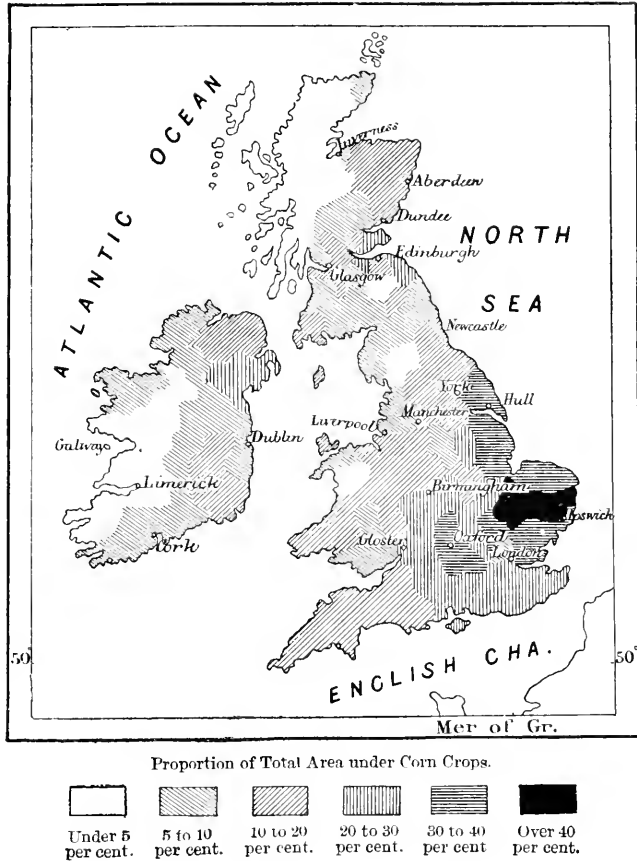 ATLANTIC OCEAN
NORTH
SEA
Inverness
Aberdeen
Dundee
Edinburgh
Glasgow
Newcastle
York
Hull
Manchester
Liverpool
Galway
Dublin
Limerick
Birmingham
Ipswich
Gloster
Oxford
London
50°
50°
ENGLISH CHA.
Mer of Gr.
Proportion of Total Area under Corn Crops.
Under 5 per cent.
5 to 10 per cent.
10 to 20 per cent.
20 to 30 per cent.
30 to 40 per cent
Over 40 per cent.